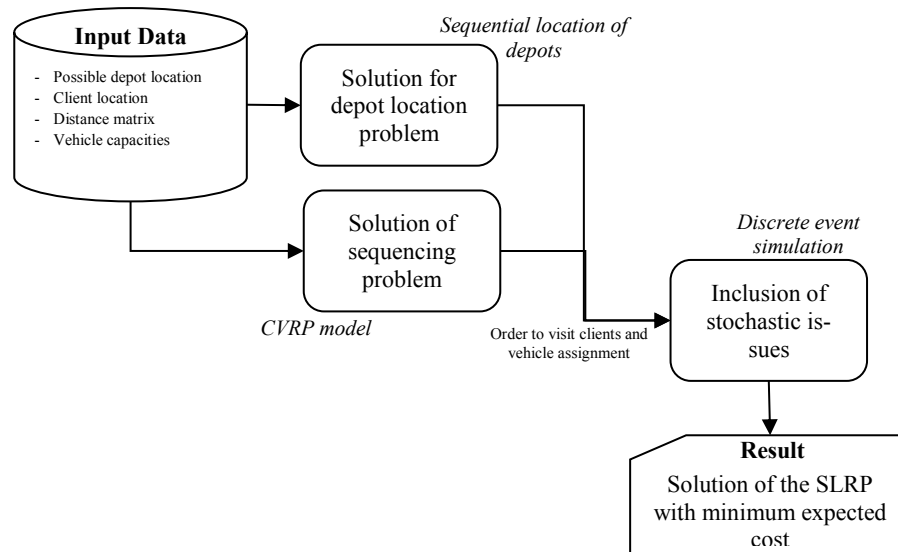 Input Data
- Possible depot location
- Client location
- Distance matrix
- Vehicle capacities
Sequential location of
depots
Solution for
depot location
problem
Solution of
sequencing
problem
CVRP model
Order to visit clients and
vehicle assignment
Discrete event
simulation
Inclusion of
stochastic is-
sues
Result
Solution of the SLRP
with minimum expected
cost